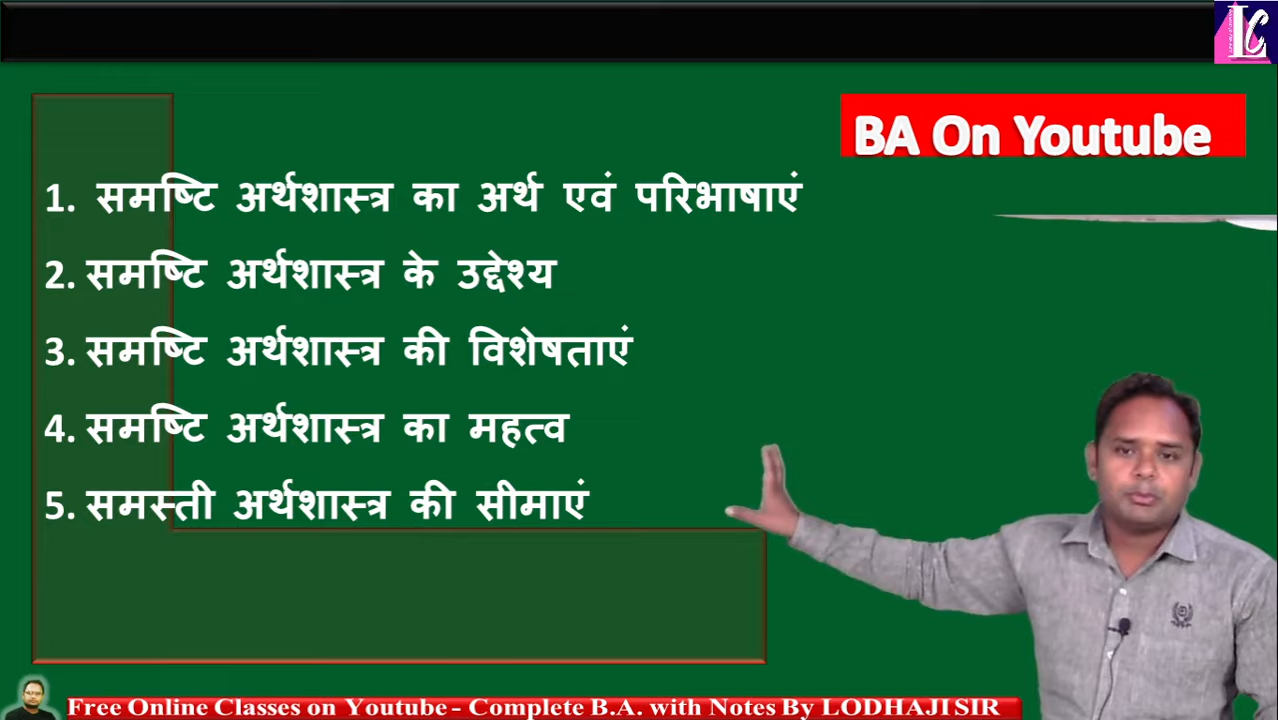 LC
BA On Youtube
1. समष्टि अर्थशास्त्र का अर्थ एवं परिभाषाएं
2. समष्टि अर्थशास्त्र के उद्देश्य
3. समष्टि अर्थशास्त्र की विशेषताएं
4. समष्टि अर्थशास्त्र का महत्व
5. समस्ती अर्थशास्त्र की सीमाएं
Free Online Classes on Youtube - Complete B.A. with Notes By LODHAJI SIR